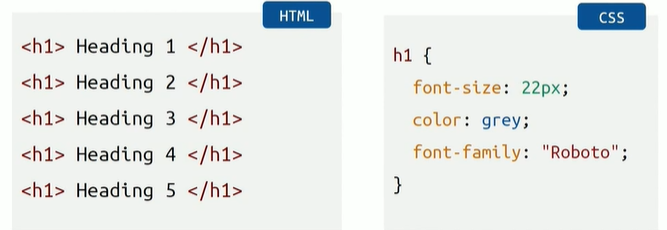 HTML
<h1> Heading 1 </h1>
<h1> Heading 2 </h1>
<h1> Heading 3 </h1>
<h1> Heading 4 </h1>
<h1> Heading 5 </h1>
CSS
h1 {
font-size: 22px;
color: grey;
font-family: "Roboto";
}